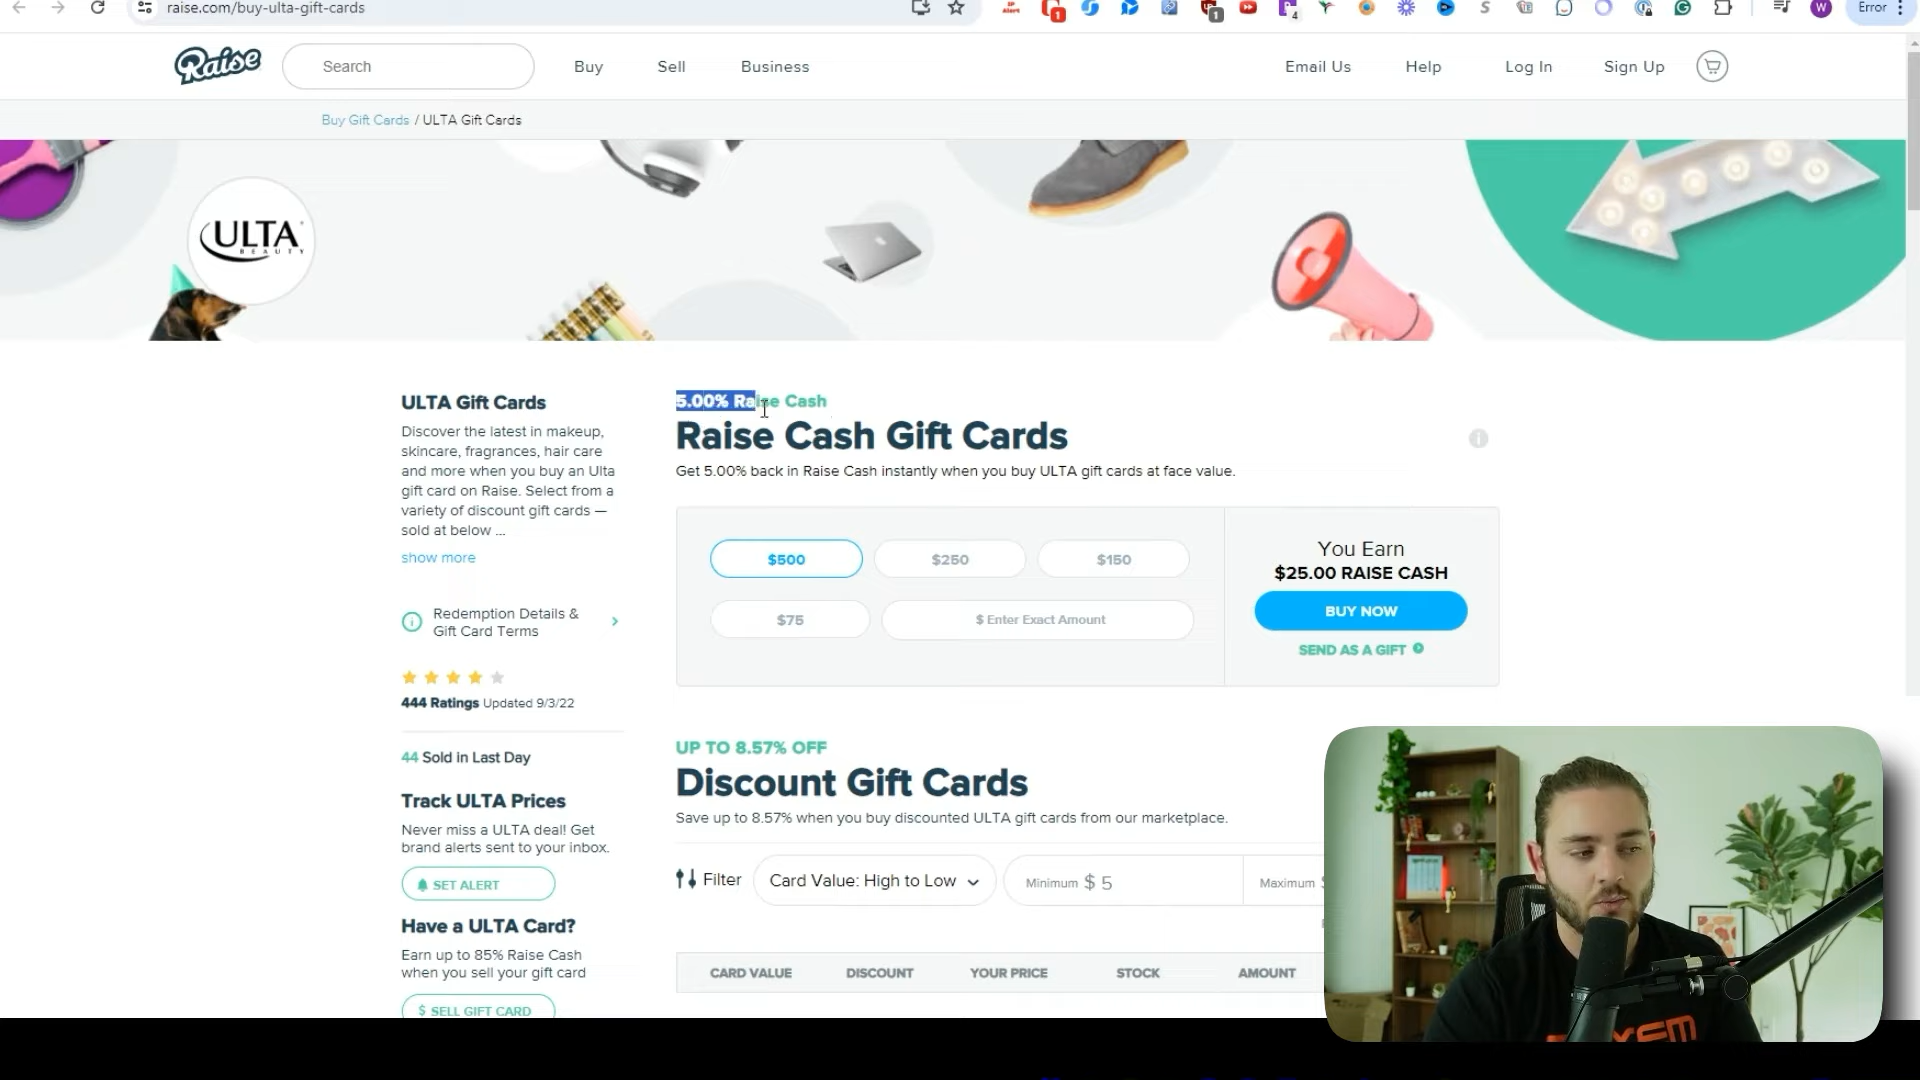 raise.com/buy-ulta-gift-cards
Error
Raise
Search
Buy
Sell
Business
Email Us
Help
Log In
Sign Up
Buy Gift Cards / ULTA Gift Cards
ULTA
BEAUTY
ULTA Gift Cards
Discover the latest in makeup,
skincare, fragrances, hair care
and more when you buy an Ulta
gift card on Raise. Select from a
variety of discount gift cards —
sold at below ...
show more
Redemption Details &
Gift Card Terms
444 Ratings Updated 9/3/22
44 Sold in Last Day
Track ULTA Prices
Never miss a ULTA deal! Get
brand alerts sent to your inbox.
SET ALERT
Have a ULTA Card?
Earn up to 85% Raise Cash
when you sell your gift card
$ SELL GIFT CARD
5.00% Raise Cash
Raise Cash Gift Cards
Get 5.00% back in Raise Cash instantly when you buy ULTA gift cards at face value.
$500
$250
$150
$75
$ Enter Exact Amount
You Earn
$25.00 RAISE CASH
BUY NOW
SEND AS A GIFT
UP TO 8.57% OFF
Discount Gift Cards
Save up to 8.57% when you buy discounted ULTA gift cards from our marketplace.
Filter
Card Value: High to Low
Minimum $ 5
Maximum
CARD VALUE
DISCOUNT
YOUR PRICE
STOCK
AMOUNT